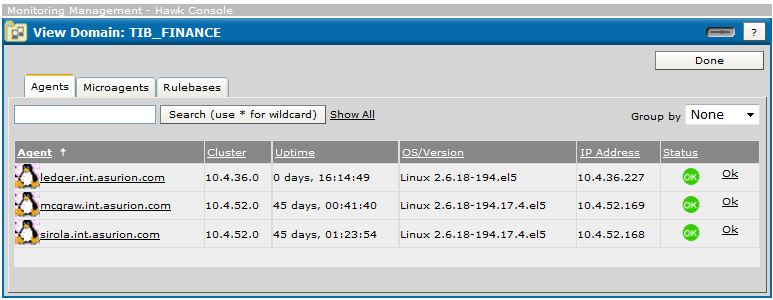 Monitoring Management - Hawk Console
View Domain: TIB_FINANCE
?
Done
Agents Microagents Rulebases
Search (use * for wildcard) Show All Group by None
Agent ↑ Cluster Uptime OS/Version IP Address Status
ledger.int.asurion.com 10.4.36.0 0 days, 16:14:49 Linux 2.6.18-194.el5 10.4.36.227 OK Ok
mcgraw.int.asurion.com 10.4.52.0 45 days, 00:41:40 Linux 2.6.18-194.17.4.el5 10.4.52.169 OK Ok
sirola.int.asurion.com 10.4.52.0 45 days, 01:23:54 Linux 2.6.18-194.17.4.el5 10.4.52.168 OK Ok